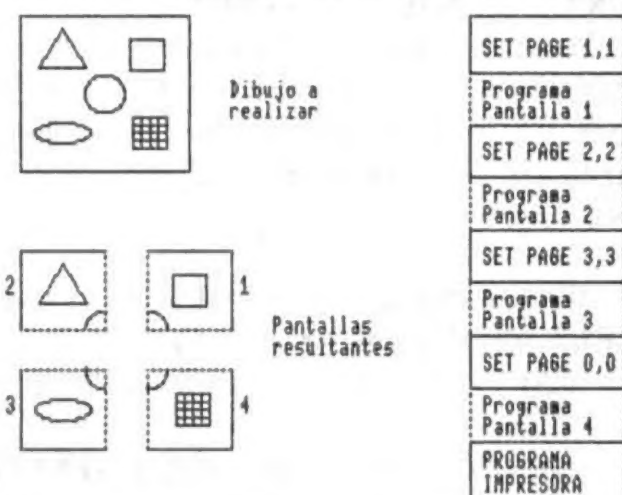 Dibujo a
realizar
2
1
3
4
Pantallas
resultantes
SET PAGE 1,1
Programa
Pantalla 1
SET PAGE 2,2
Programa
Pantalla 2
SET PAGE 3,3
Programa
Pantalla 3
SET PAGE 0,0
Programa
Pantalla 4
PROGRAMA
IMPRESORA